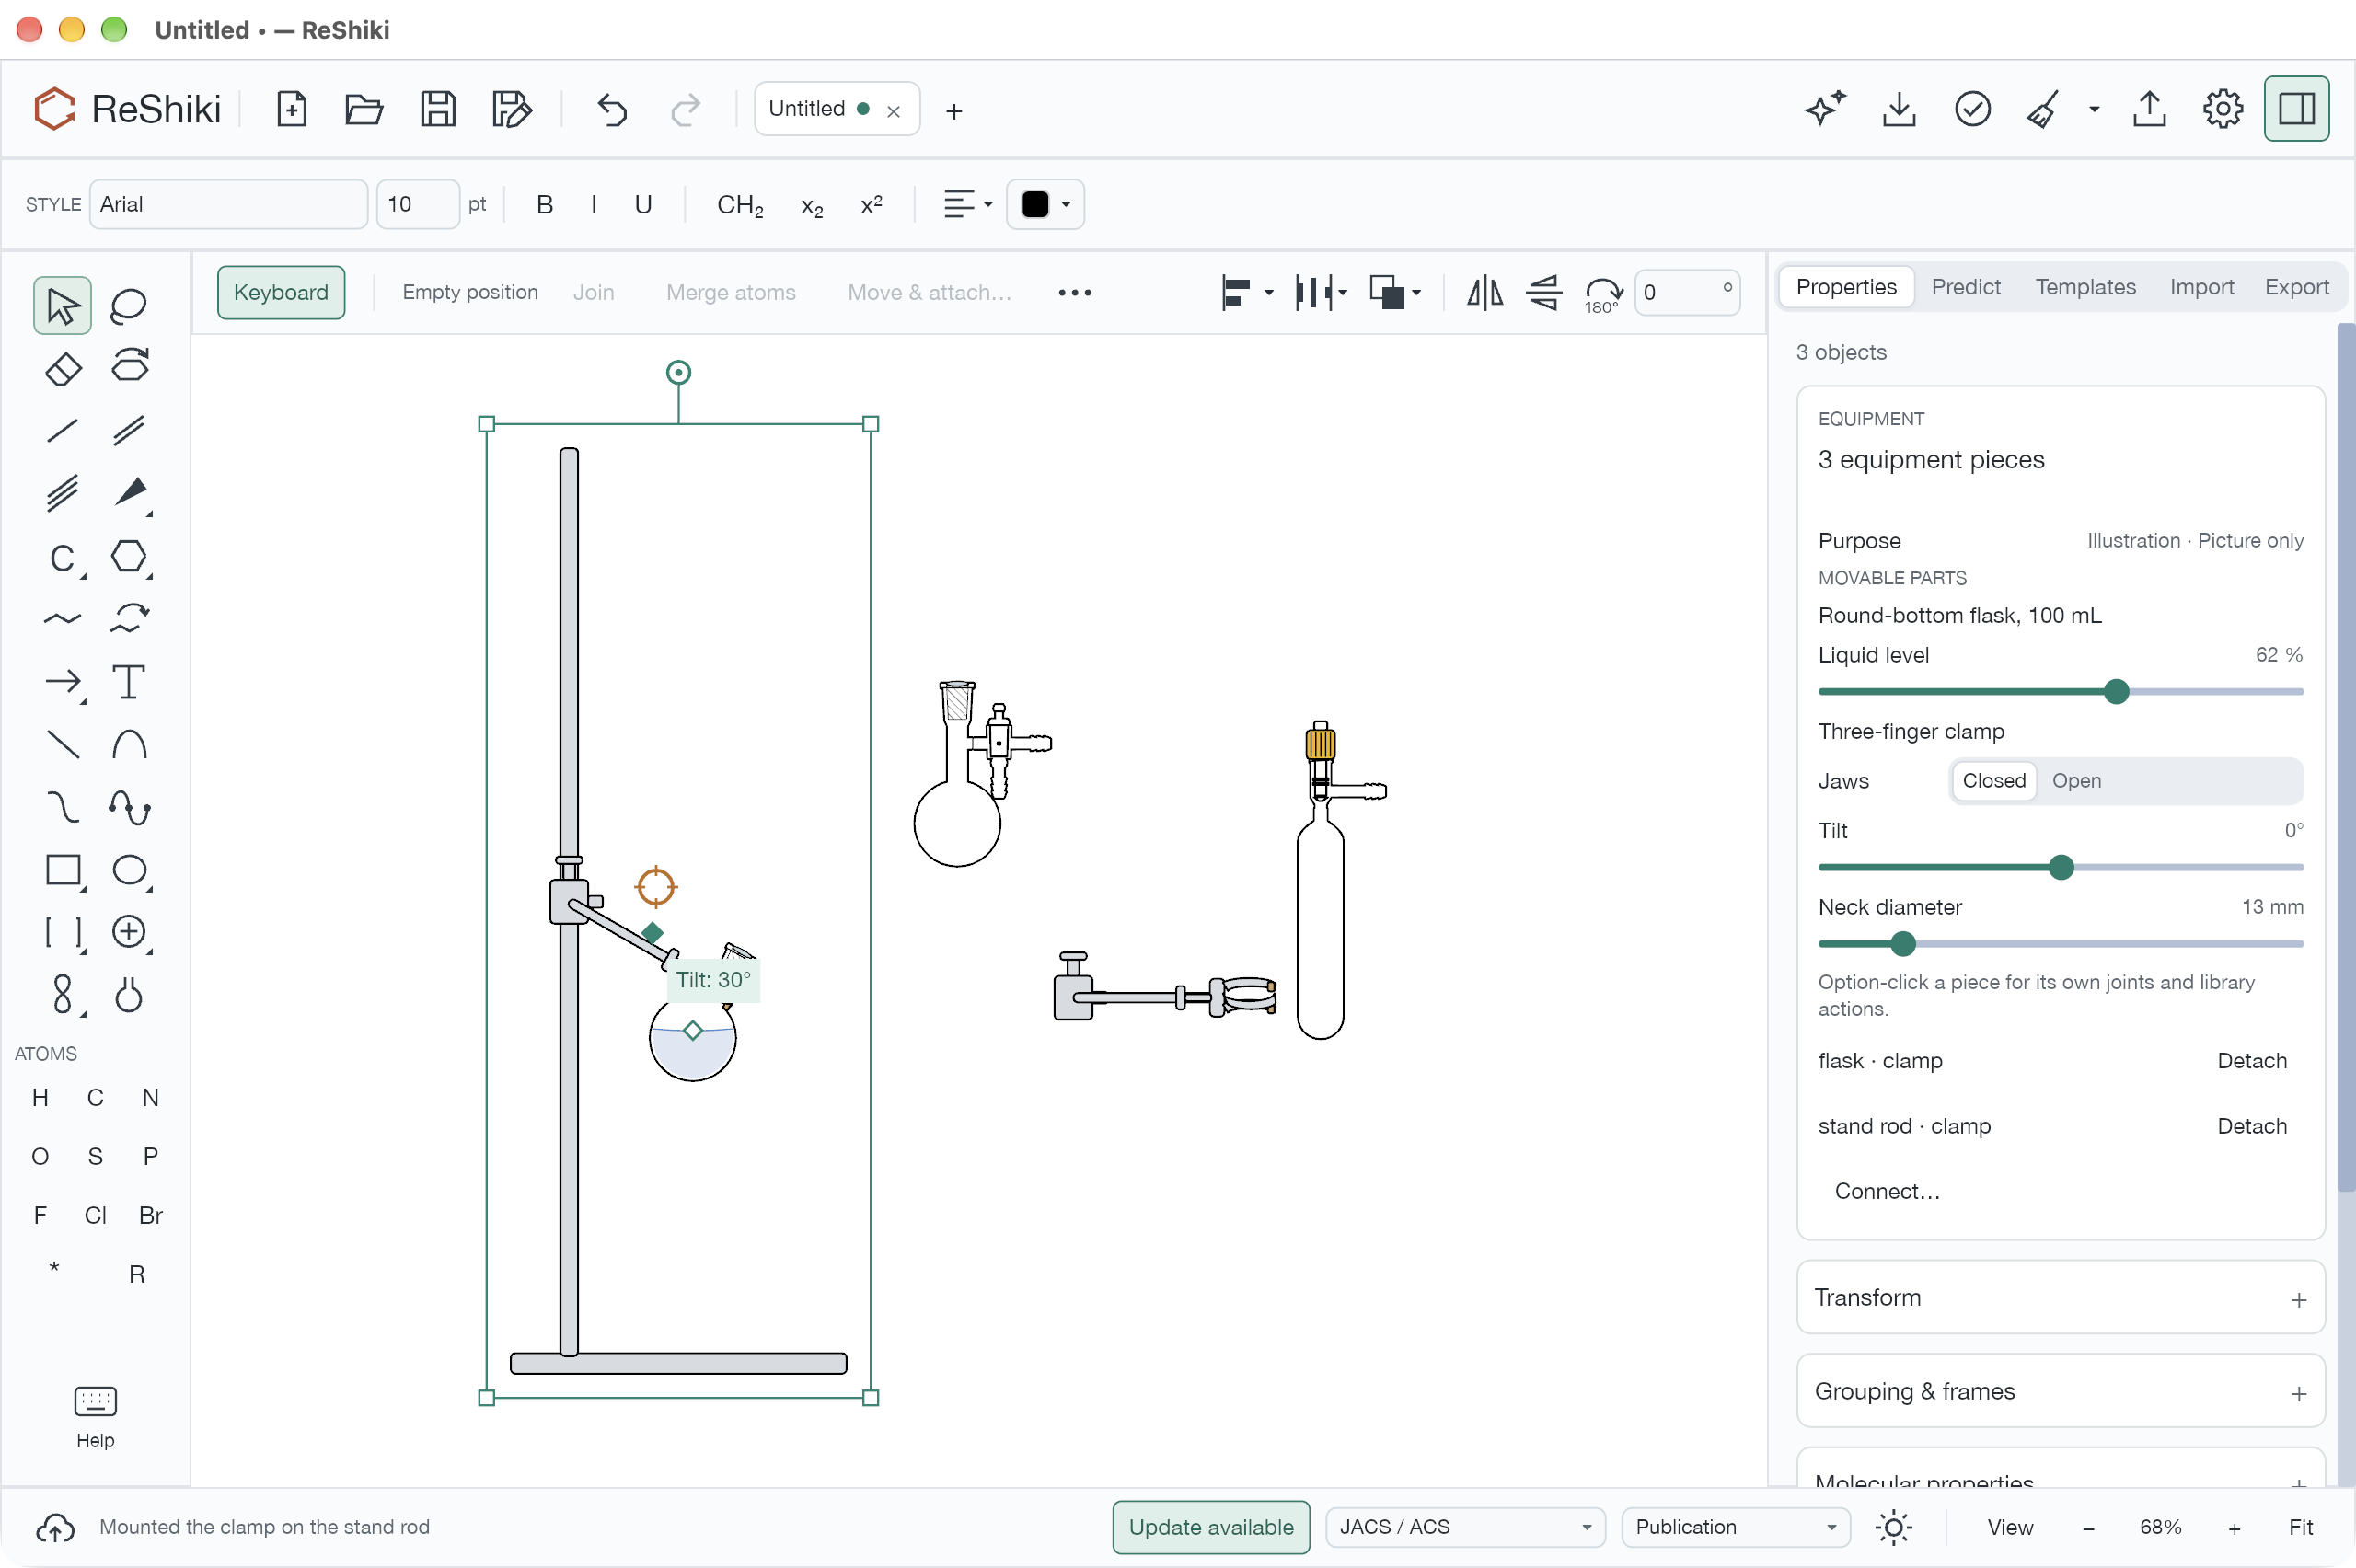 Untitled • — ReShiki
ReShiki
Untitled
STYLE Arial 10 pt B I U CH₂ x₂ x²
Keyboard Empty position Join Merge atoms Move & attach… 180° 0 °
Properties Predict Templates Import Export
3 objects
EQUIPMENT
3 equipment pieces
Purpose Illustration · Picture only
MOVABLE PARTS
Round-bottom flask, 100 mL
Liquid level 62 %
Three-finger clamp
Jaws Closed Open
Tilt 0°
Neck diameter 13 mm
Option-click a piece for its own joints and library
actions.
flask · clamp Detach
stand rod · clamp Detach
Connect…
Transform +
Grouping & frames +
Molecular properties +
C
T
[ ]
Tilt: 30°
ATOMS
H C N
O S P
F Cl Br
* R
Help
Mounted the clamp on the stand rod
Update available JACS / ACS Publication View – 68% + Fit